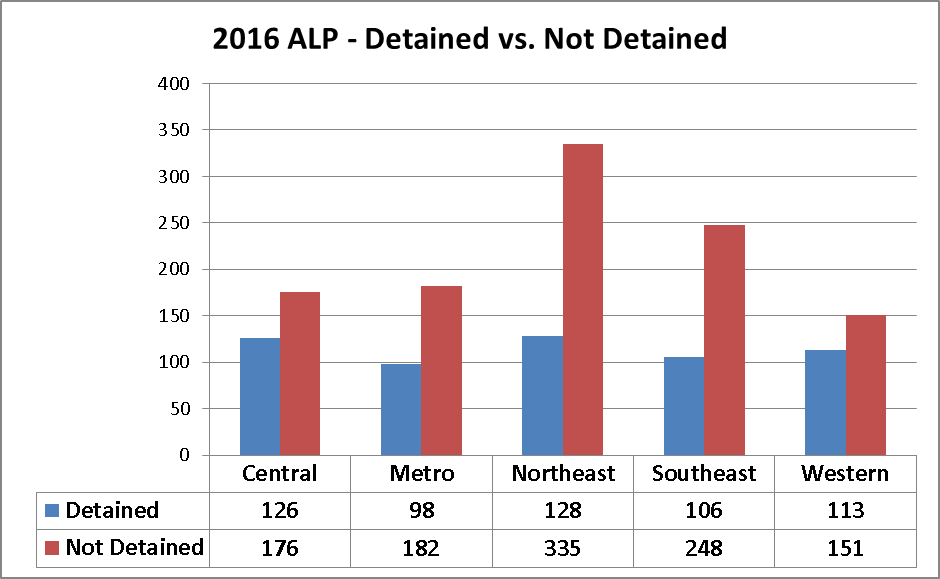 2016 ALP - Detained vs. Not Detained
400
350
300
250
200
150
100
50
0
Central Metro Northeast Southeast Western
Detained 126 98 128 106 113
Not Detained 176 182 335 248 151